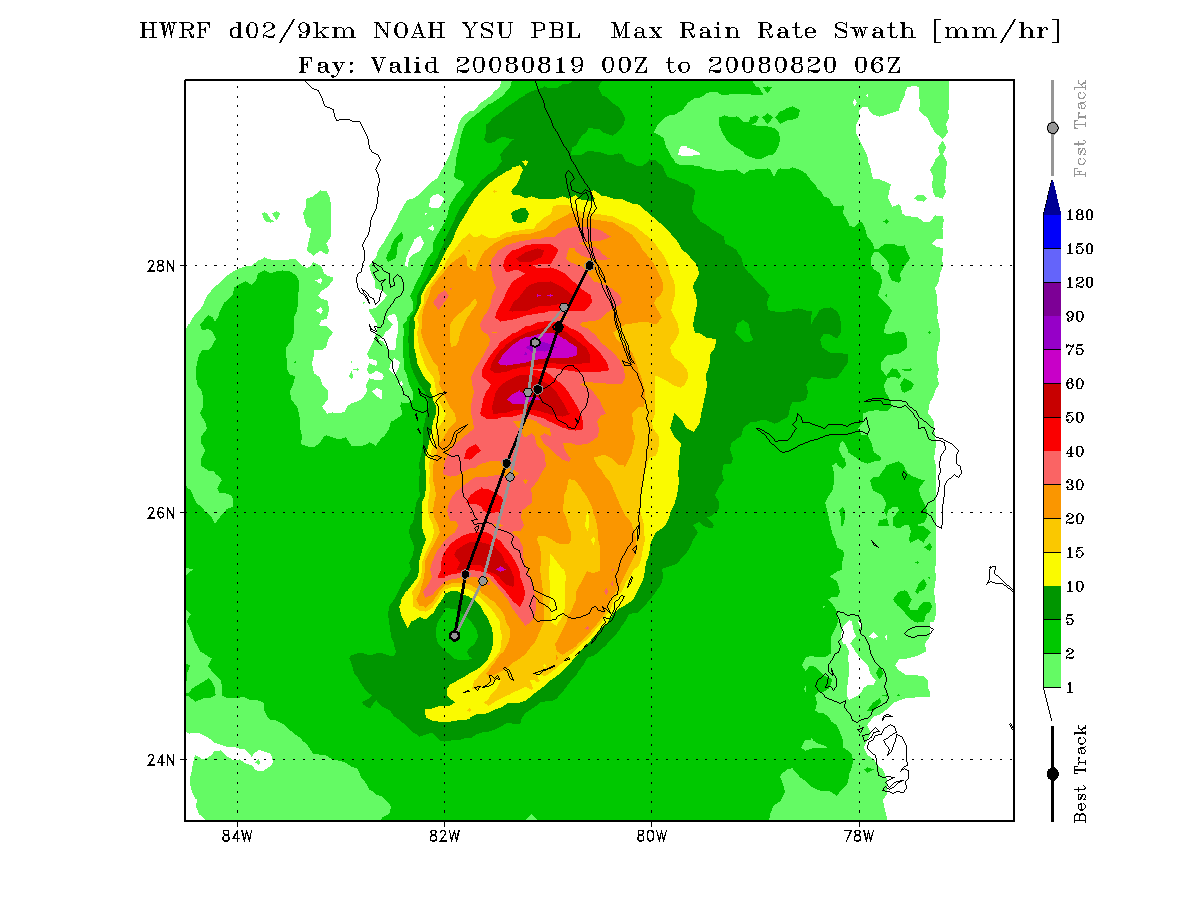 HWRF d02/9km NOAH YSU PBL Max Rain Rate Swath [mm/hr]
Fay: Valid 20080819 00Z to 20080820 06Z
Fcst Track
180
150
120
90
75
60
50
40
30
20
15
10
5
2
1
Best Track
28N
26N
24N
84W
82W
80W
78W